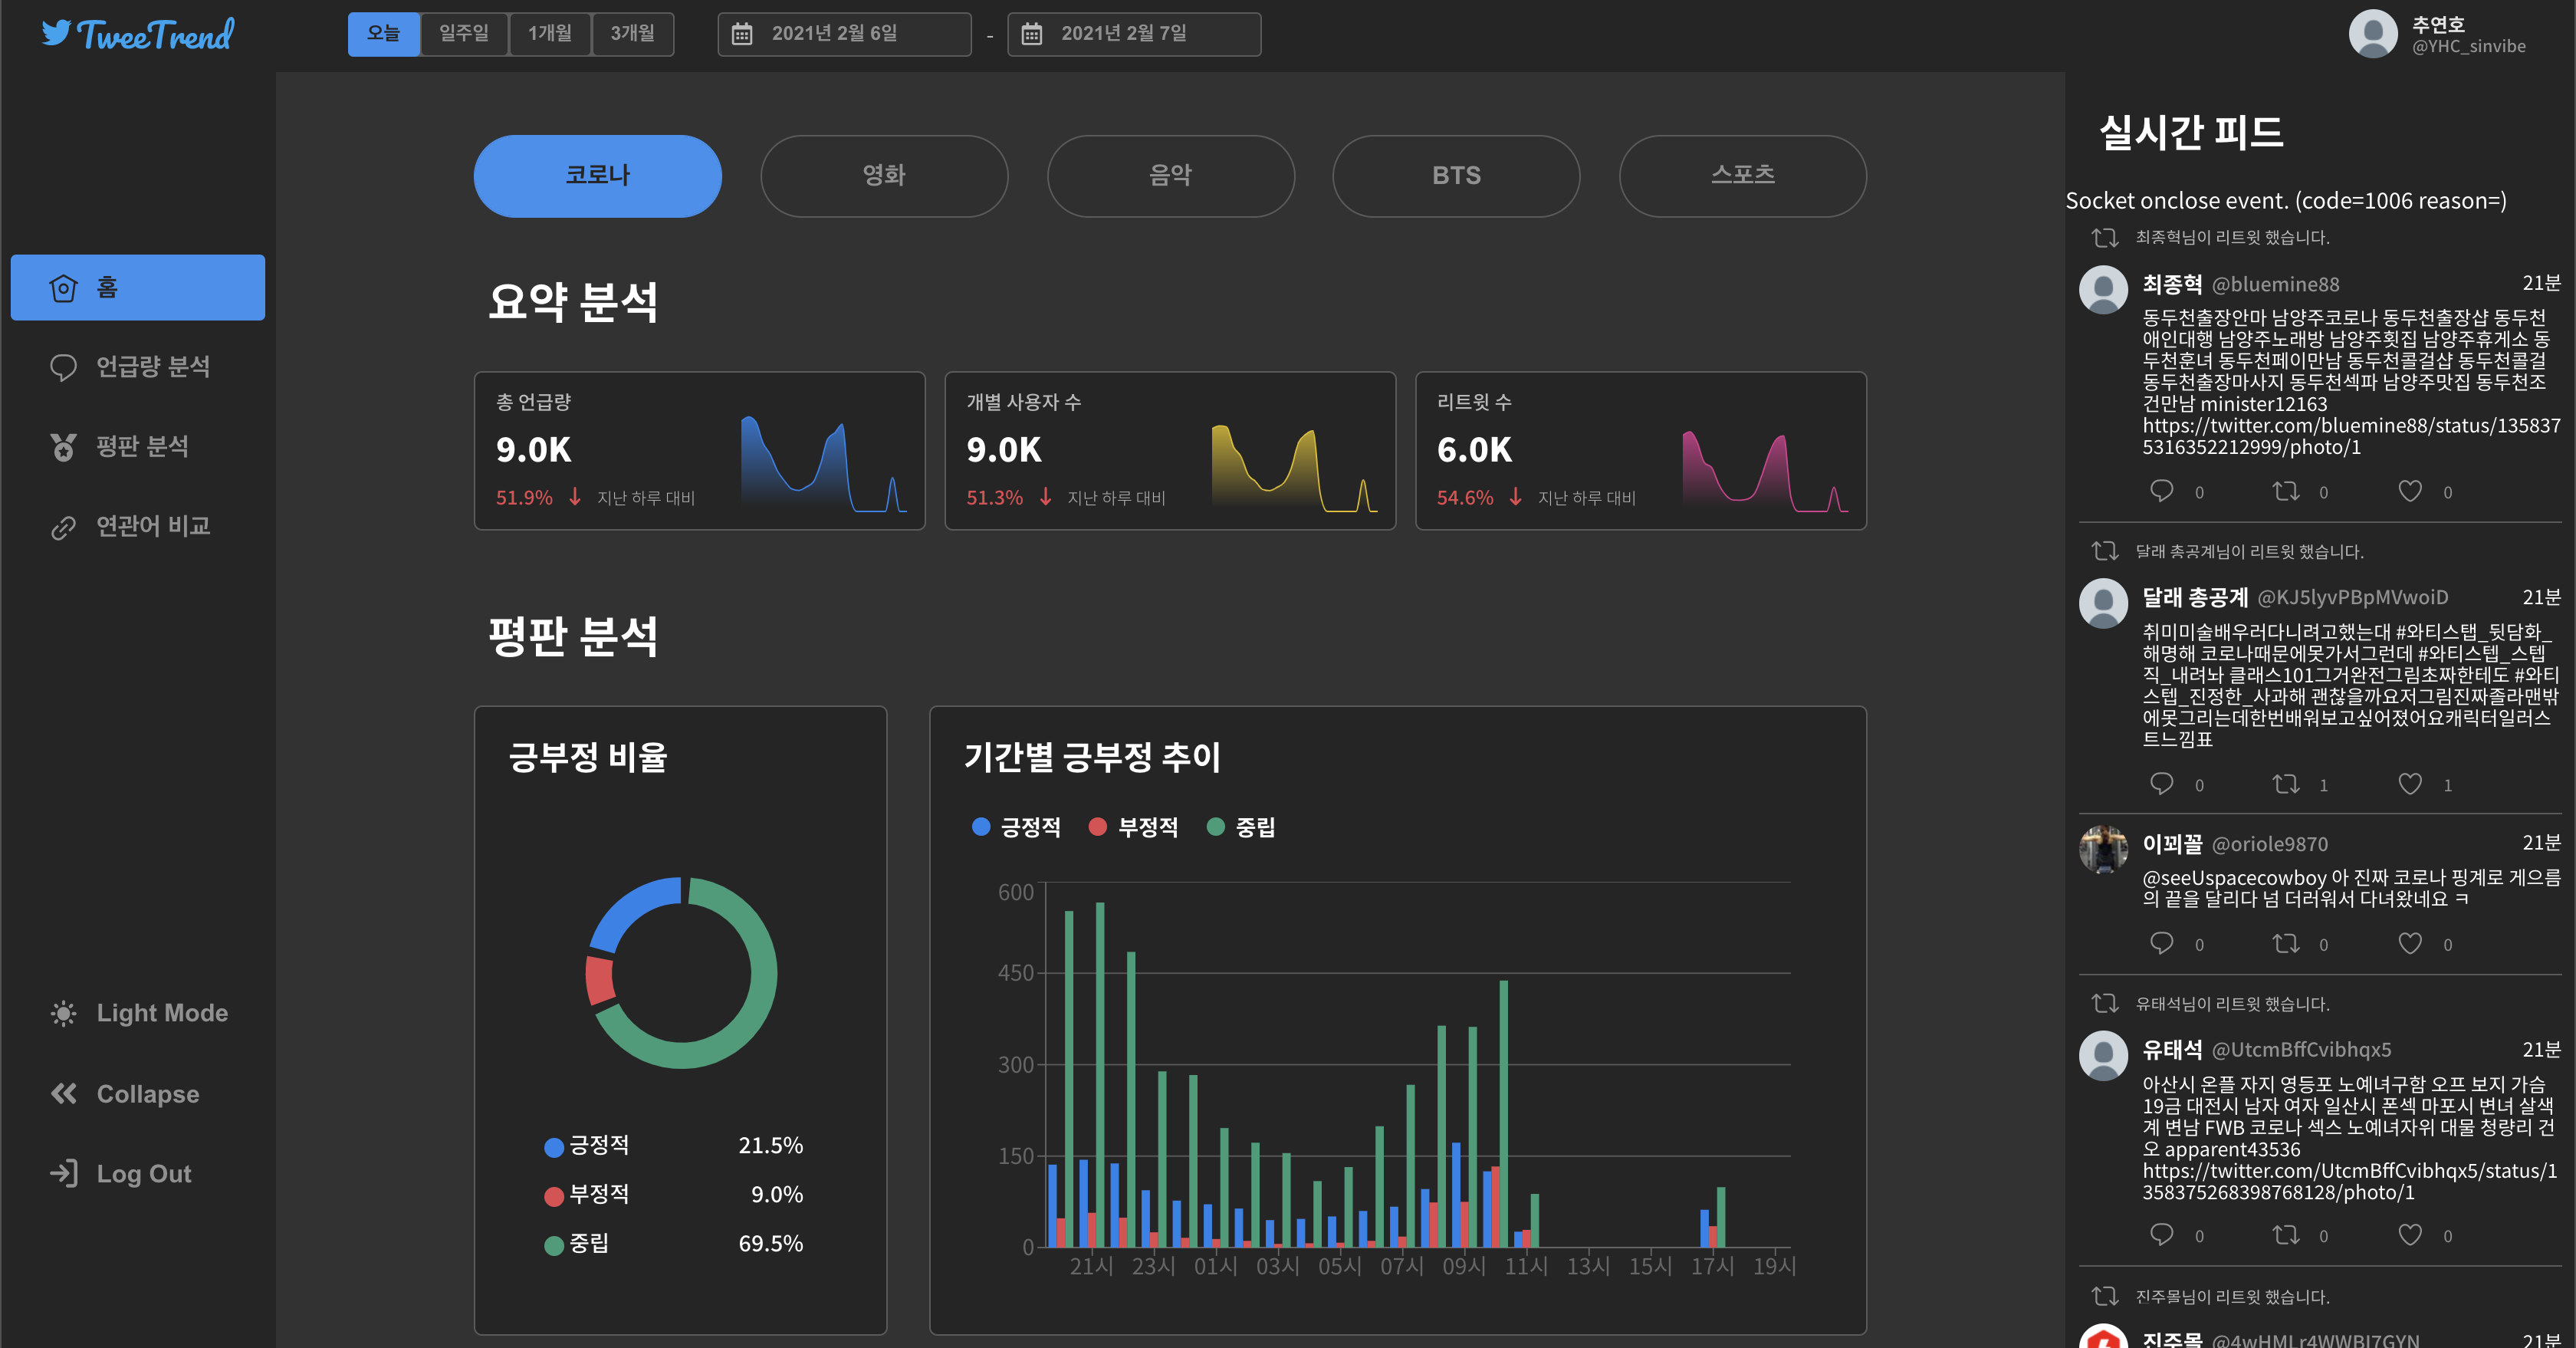 TweeTrend
오늘
일주일
1개월
3개월
2021년 2월 6일
-
2021년 2월 7일
추연호
@YHC_sinvibe
홈
언급량 분석
평판 분석
연관어 비교
Light Mode
Collapse
Log Out
코로나
영화
음악
BTS
스포츠
요약 분석
총 언급량
9.0K
51.9% ↓ 지난 하루 대비
개별 사용자 수
9.0K
51.3% ↓ 지난 하루 대비
리트윗 수
6.0K
54.6% ↓ 지난 하루 대비
평판 분석
긍부정 비율
긍정적 21.5%
부정적 9.0%
중립 69.5%
기간별 긍부정 추이
긍정적
부정적
중립
600
450
300
150
0
21시 23시 01시 03시 05시 07시 09시 11시 13시 15시 17시 19시
실시간 피드
Socket onclose event. (code=1006 reason=)
최종혁님이 리트윗 했습니다.
최종혁 @bluemine88 21분
동두천출장안마 남양주코로나 동두천출장샵 동두천
애인대행 남양주노래방 남양주횟집 남양주휴게소 동
두천훈녀 동두천페이만남 동두천콜걸샵 동두천콜걸
동두천출장마사지 동두천섹파 남양주맛집 동두천조
건만남 minister12163
https://twitter.com/bluemine88/status/135837
5316352212999/photo/1
0 0 0
달래 총공계님이 리트윗 했습니다.
달래 총공계 @KJ5lyvPBpMVwoiD 21분
취미미술배우러다니려고했는대 #와티스탭_뒷담화_
해명해 코로나때문에못가서그런데 #와티스텝_스텝
직_내려놔 클래스101그거완전그림초짜한테도 #와티
스텝_진정한_사과해 괜찮을까요저그림진짜졸라맨밖
에못그리는데한번배워보고싶어졌어요캐릭터일러스
트느낌표
0 1 1
이꾀꼴 @oriole9870 21분
@seeUspacecowboy 아 진짜 코로나 핑계로 게으름
의 끝을 달리다 넘 더러워서 다녀왔네요 ㅋ
0 0 0
유태석님이 리트윗 했습니다.
유태석 @UtcmBffCvibhqx5 21분
아산시 온플 자지 영등포 노예녀구함 오프 보지 가슴
19금 대전시 남자 여자 일산시 폰섹 마포시 변녀 살색
계 변남 FWB 코로나 섹스 노예녀자위 대물 청량리 건
오 apparent43536
https://twitter.com/UtcmBffCvibhqx5/status/1
358375268398768128/photo/1
0 0 0
진주몰님이 리트윗 했습니다.
진주몰 @4wHMLr4WWBI7GYN 21분